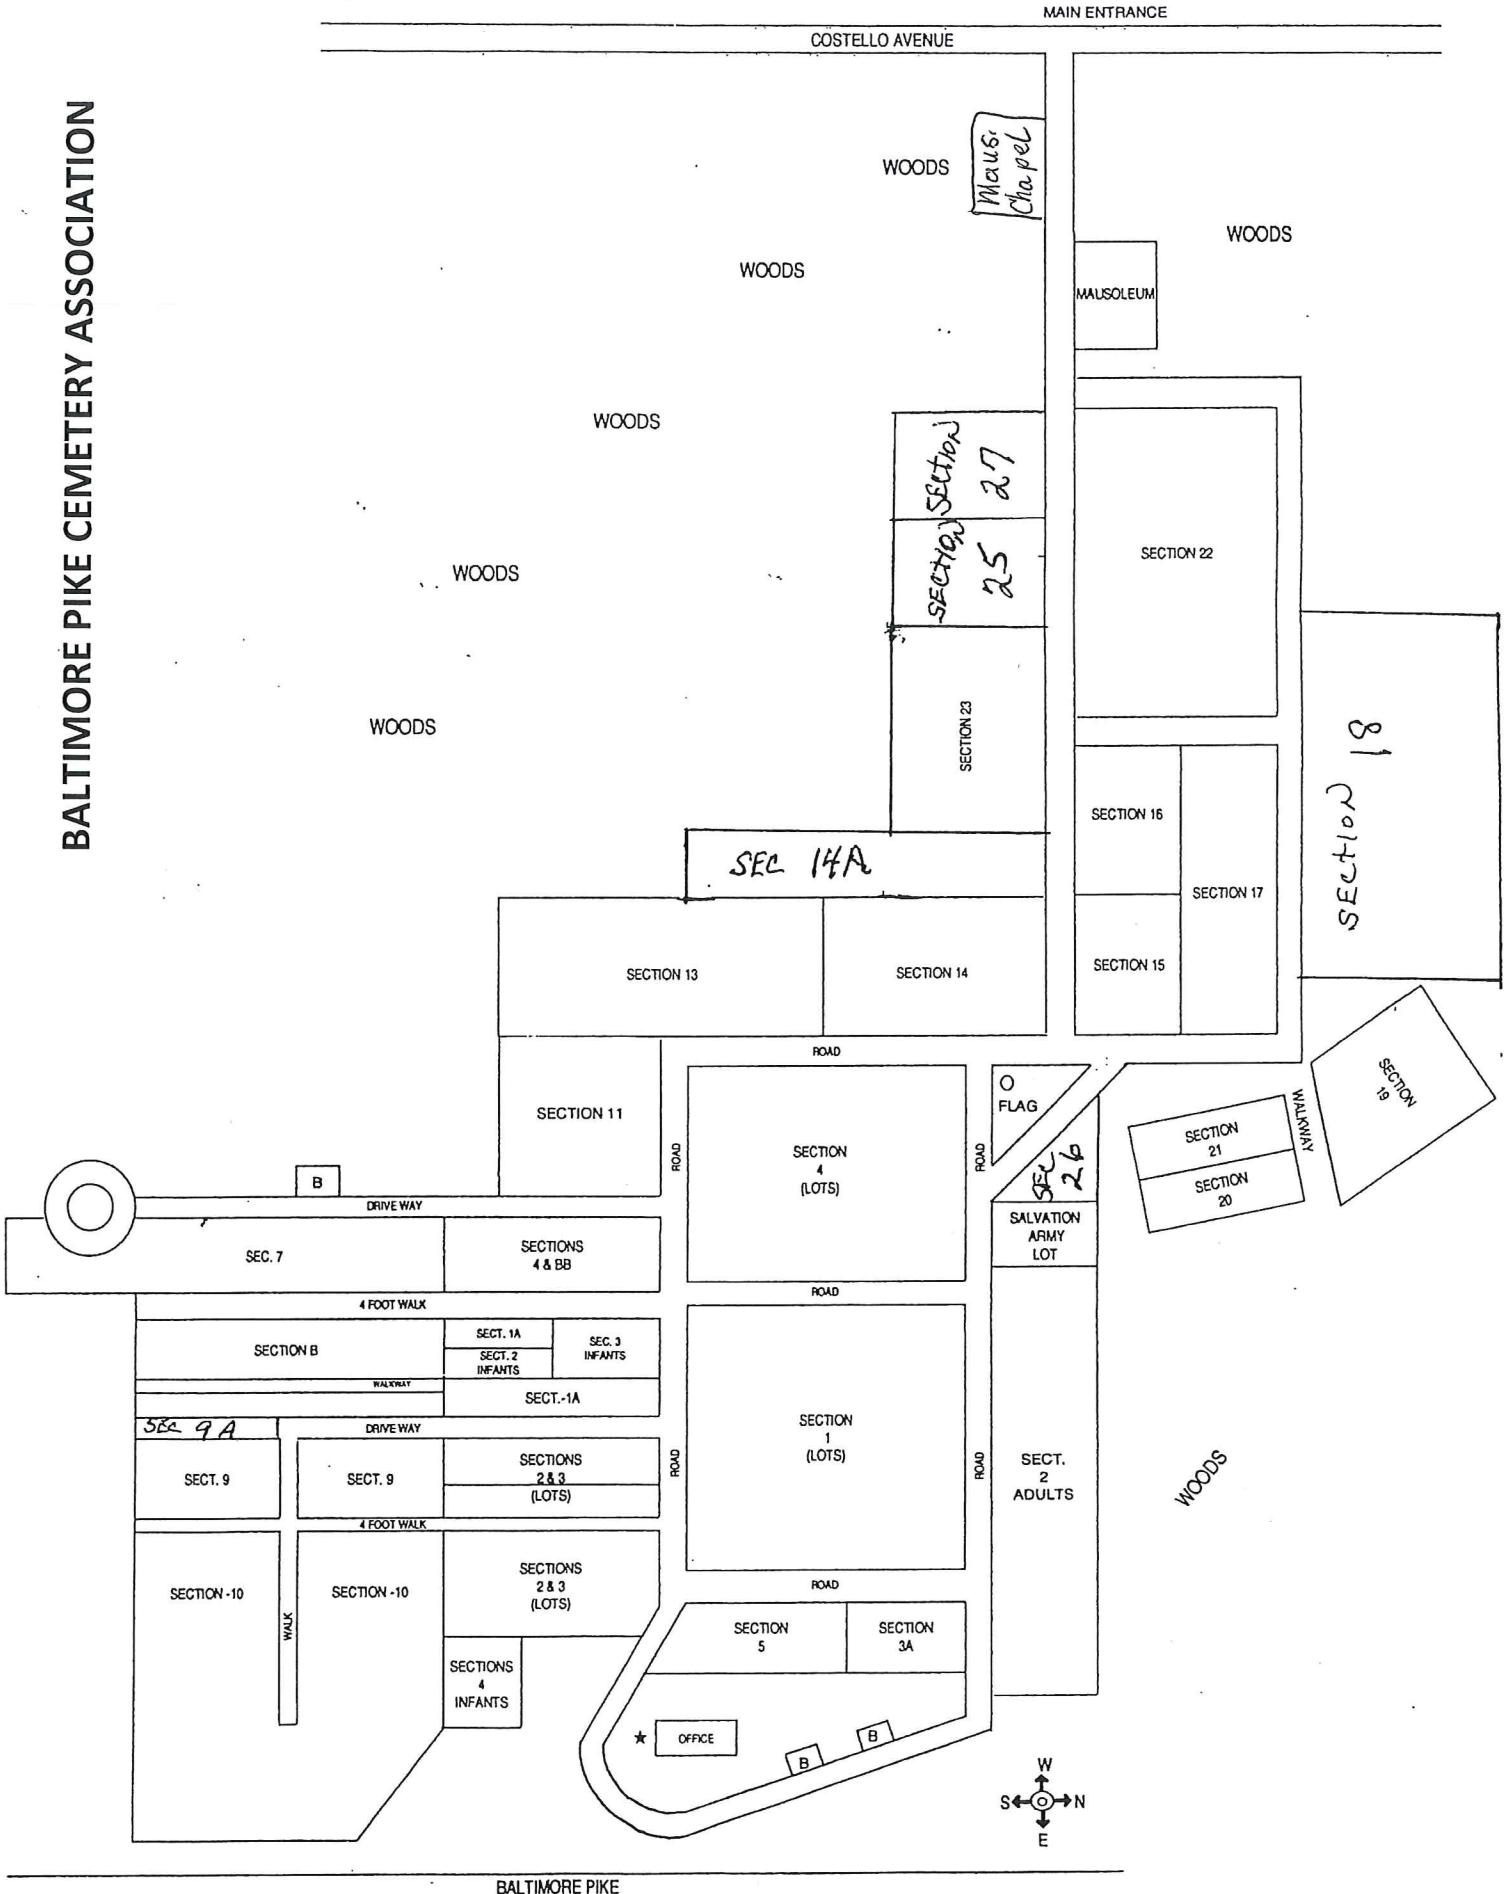 MAIN ENTRANCE
COSTELLO AVENUE
BALTIMORE PIKE CEMETERY ASSOCIATION
Maus.
Chapel
WOODS
WOODS
WOODS
MAUSOLEUM
WOODS
SECTION
27
SECTION
25
SECTION 22
WOODS
SECTION 23
WOODS
SECTION 18
SECTION 16
SEC 14A
SECTION 17
SECTION 13
SECTION 14
SECTION 15
ROAD
SECTION
19
FLAG
SECTION 11
WALKWAY
SECTION
21
ROAD
SECTION
4
(LOTS)
ROAD
SEC
26
SECTION
20
B
DRIVE WAY
SALVATION
ARMY
LOT
SEC. 7
SECTIONS
4 & BB
ROAD
4 FOOT WALK
SECTION B
SECT. 1A
SECT. 2
INFANTS
SEC. 3
INFANTS
WALKWAY
SECT.-1A
SEC 9A
DRIVE WAY
SECTION
1
(LOTS)
SECT. 9
SECT. 9
SECTIONS
2 & 3
(LOTS)
ROAD
ROAD
SECT.
2
ADULTS
WOODS
4 FOOT WALK
SECTION -10
SECTION -10
SECTIONS
2 & 3
(LOTS)
ROAD
WALK
SECTION
5
SECTION
3A
SECTIONS
4
INFANTS
OFFICE
B
B
W
S N
E
BALTIMORE PIKE